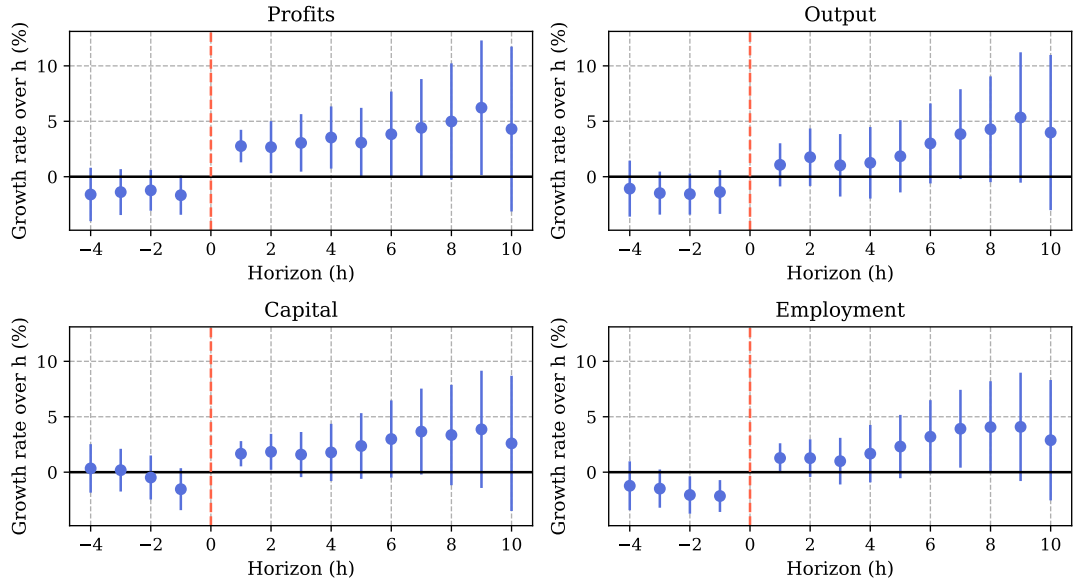 Profits
Growth rate over h (%)
10
5
0
−4 −2 0 2 4 6 8 10
Horizon (h)
Output
Growth rate over h (%)
10
5
0
−4 −2 0 2 4 6 8 10
Horizon (h)
Capital
Growth rate over h (%)
10
5
0
−4 −2 0 2 4 6 8 10
Horizon (h)
Employment
Growth rate over h (%)
10
5
0
−4 −2 0 2 4 6 8 10
Horizon (h)